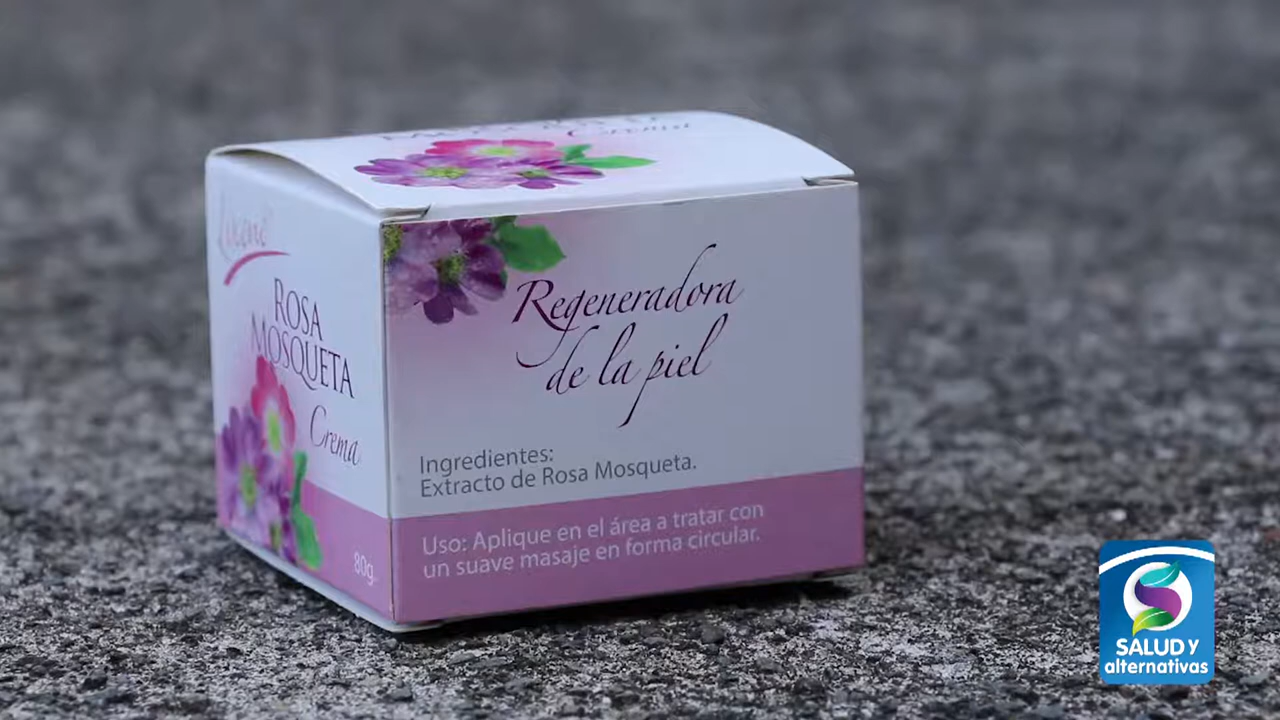 Crema
ROSA
MOSQUETA
Crema
80g.
Regeneradora
de la piel
Ingredientes:
Extracto de Rosa Mosqueta.
Uso: Aplique en el área a tratar con
un suave masaje en forma circular.
SALUD Y
alternativas